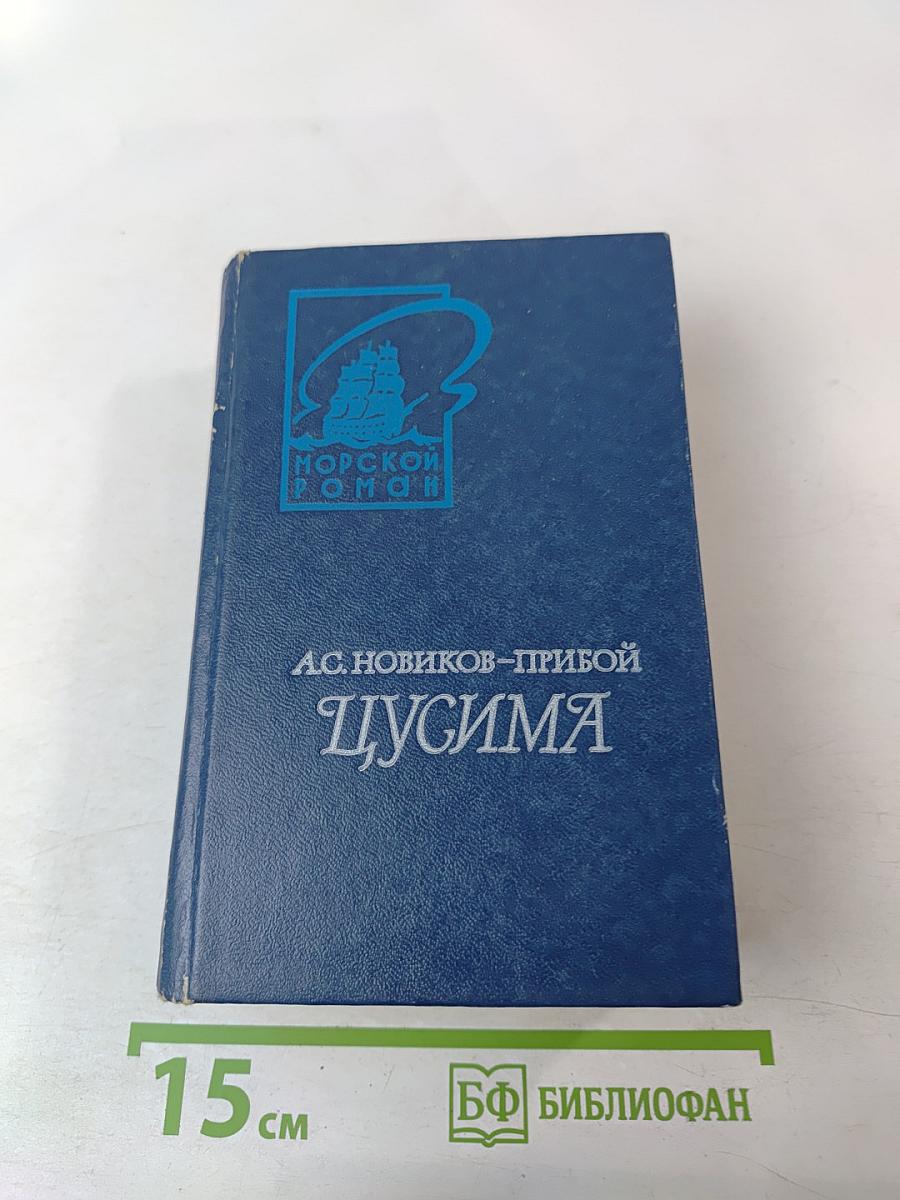 МОРСКОЙ
РОМАН
А.С. НОВИКОВ-ПРИБОЙ
ЦУСИМА
15 см
БФ БИБЛИОФАН